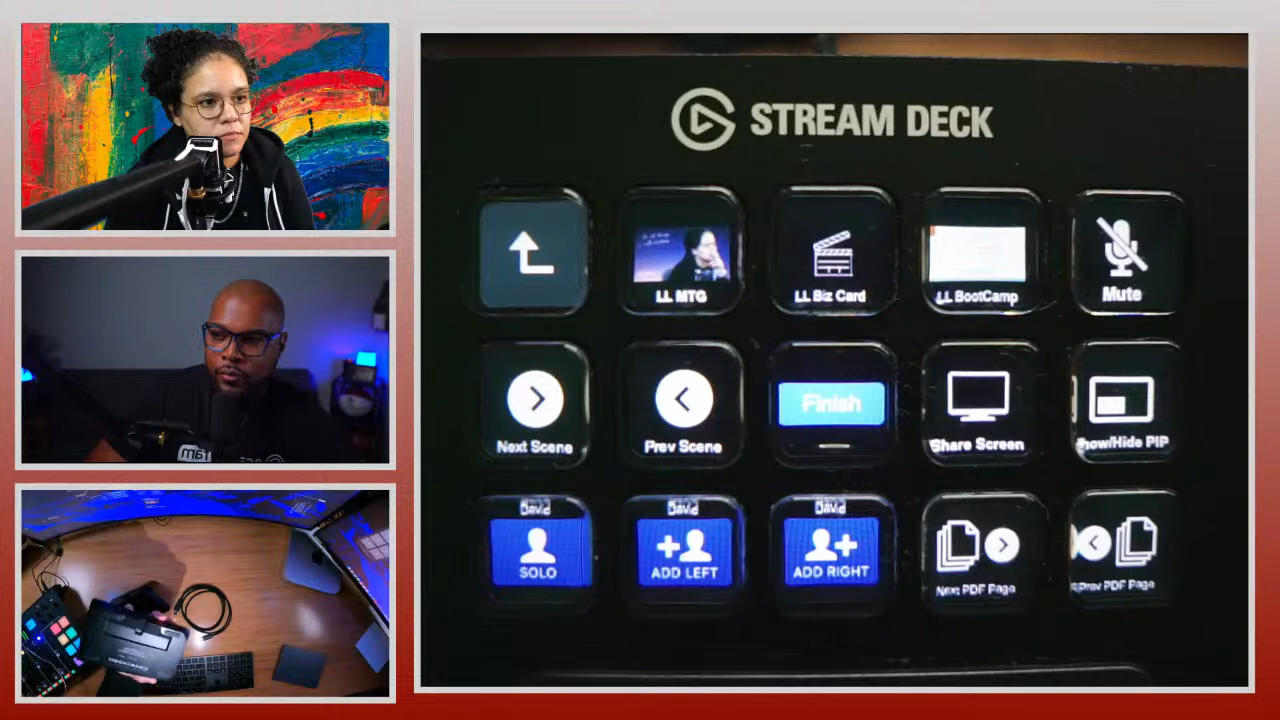 STREAM DECK
LL MTG
LL Biz Card
LL BootCamp
Mute
Next Scene
Prev Scene
Finish
Share Screen
how/Hide PIP
David
David
David
SOLO
ADD LEFT
ADD RIGHT
Next PDF Page
Prev PDF Page